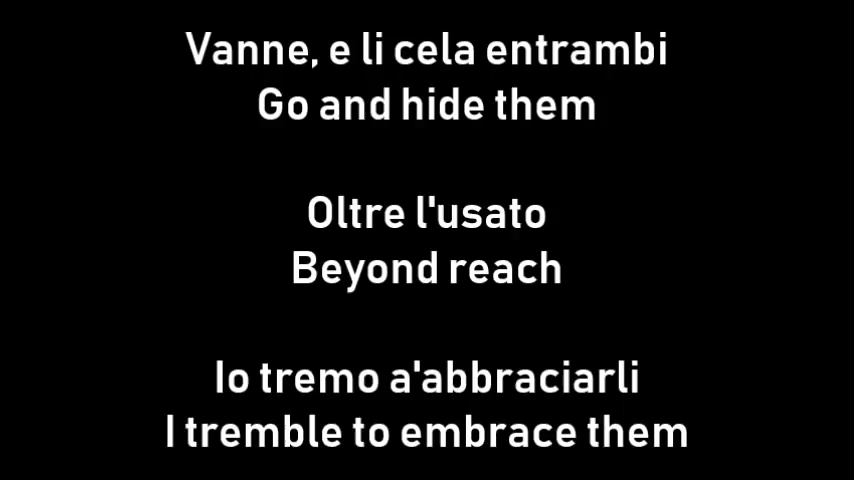 Vanne, e li cela entrambi
Go and hide them
Oltre l'usato
Beyond reach
Io tremo a'abbraciarli
I tremble to embrace them